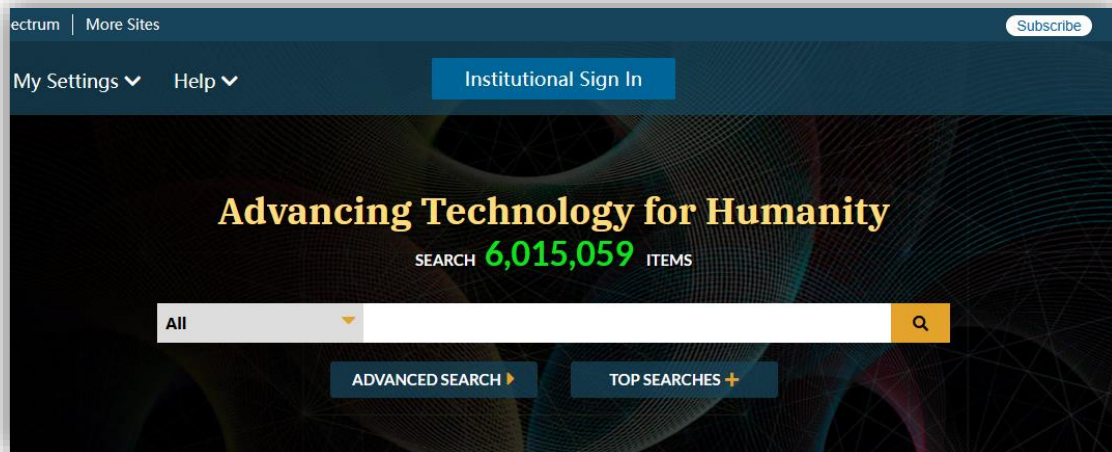 ectrum | More Sites
Subscribe
My Settings Help
Institutional Sign In
Advancing Technology for Humanity
SEARCH 6,015,059 ITEMS
All
ADVANCED SEARCH
TOP SEARCHES +